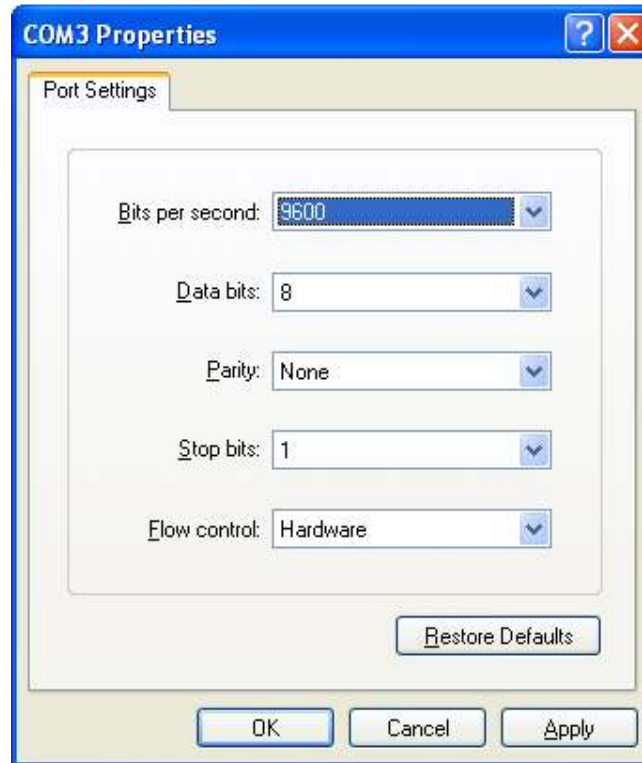 COM3 Properties
Port Settings
Bits per second: 9600
Data bits: 8
Parity: None
Stop bits: 1
Flow control: Hardware
Restore Defaults
OK Cancel Apply